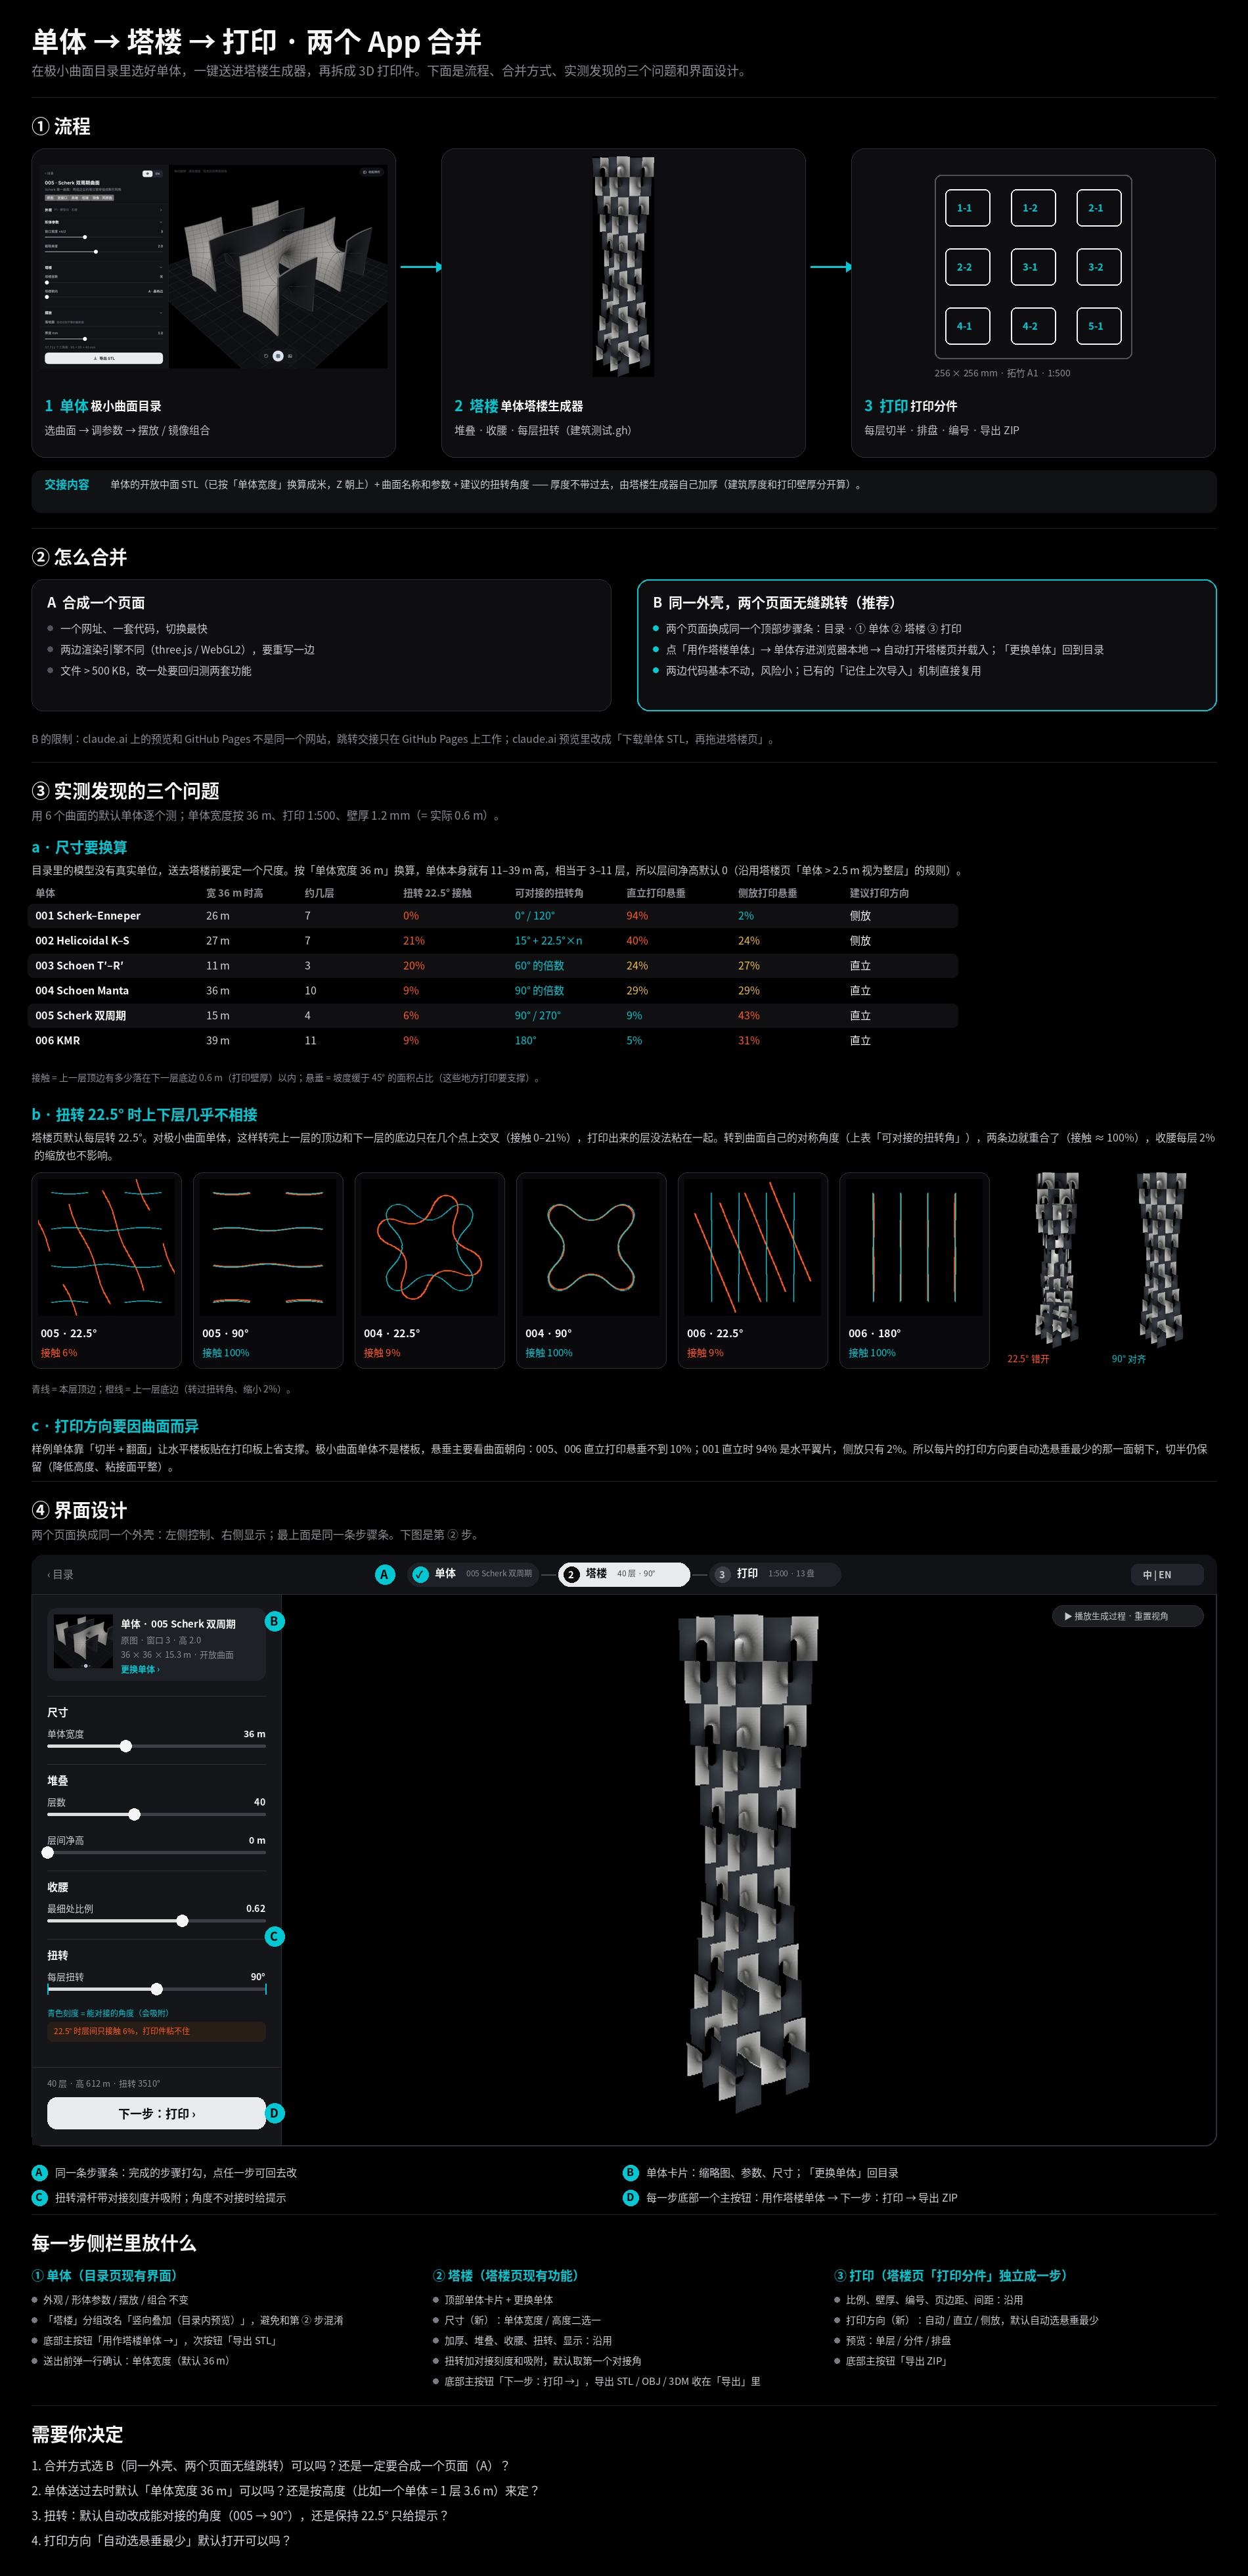 单体 → 塔楼 → 打印 · 两个 App 合并
在极小曲面目录里选好单体，一键送进塔楼生成器，再拆成 3D 打印件。下面是流程、合并方式、实测发现的三个问题和界面设计。
① 流程
005 · Scherk 双周期曲面
导出 STL
1-1 1-2 2-1
2-2 3-1 3-2
4-1 4-2 5-1
256 × 256 mm · 拓竹 A1 · 1:500
1 单体 极小曲面目录
选曲面 → 调参数 → 摆放 / 镜像组合
2 塔楼 单体塔楼生成器
堆叠 · 收腰 · 每层扭转（建筑测试.gh）
3 打印 打印分件
每层切半 · 排盘 · 编号 · 导出 ZIP
交接内容 单体的开放中面 STL（已按「单体宽度」换算成米，Z 朝上）+ 曲面名称和参数 + 建议的扭转角度 —— 厚度不带过去，由塔楼生成器自己加厚（建筑厚度和打印壁厚分开算）。
② 怎么合并
A 合成一个页面
一个网址、一套代码，切换最快
两边渲染引擎不同（three.js / WebGL2），要重写一边
文件 > 500 KB，改一处要回归测两套功能
B 同一外壳，两个页面无缝跳转（推荐）
两个页面换成同一个顶部步骤条：目录 · ① 单体 ② 塔楼 ③ 打印
点「用作塔楼单体」→ 单体存进浏览器本地 → 自动打开塔楼页并载入；「更换单体」回到目录
两边代码基本不动，风险小；已有的「记住上次导入」机制直接复用
B 的限制：claude.ai 上的预览和 GitHub Pages 不是同一个网站，跳转交接只在 GitHub Pages 上工作；claude.ai 预览里改成「下载单体 STL，再拖进塔楼页」。
③ 实测发现的三个问题
用 6 个曲面的默认单体逐个测；单体宽度按 36 m、打印 1:500、壁厚 1.2 mm（= 实际 0.6 m）。
a · 尺寸要换算
目录里的模型没有真实单位，送去塔楼前要定一个尺度。按「单体宽度 36 m」换算，单体本身就有 11–39 m 高，相当于 3–11 层，所以层间净高默认 0（沿用塔楼页「单体 > 2.5 m 视为整层」的规则）。
单体 宽 36 m 时高 约几层 扭转 22.5° 接触 可对接的扭转角 直立打印悬垂 侧放打印悬垂 建议打印方向
001 Scherk–Enneper 26 m 7 0% 0° / 120° 94% 2% 侧放
002 Helicoidal K–S 27 m 7 21% 15° + 22.5°×n 40% 24% 侧放
003 Schoen T′–R′ 11 m 3 20% 60° 的倍数 24% 27% 直立
004 Schoen Manta 36 m 10 9% 90° 的倍数 29% 29% 直立
005 Scherk 双周期 15 m 4 6% 90° / 270° 9% 43% 直立
006 KMR 39 m 11 9% 180° 5% 31% 直立
接触 = 上一层顶边有多少落在下一层底边 0.6 m（打印壁厚）以内；悬垂 = 坡度缓于 45° 的面积占比（这些地方打印要支撑）。
b · 扭转 22.5° 时上下层几乎不相接
塔楼页默认每层转 22.5°。对极小曲面单体，这样转完上一层的顶边和下一层的底边只在几个点上交叉（接触 0–21%），打印出来的层没法粘在一起。转到曲面自己的对称角度（上表「可对接的扭转角」），两条边就重合了（接触 ≈ 100%），收腰每层 2%
的缩放也不影响。
005 · 22.5°
接触 6%
005 · 90°
接触 100%
004 · 22.5°
接触 9%
004 · 90°
接触 100%
006 · 22.5°
接触 9%
006 · 180°
接触 100%
22.5° 错开
90° 对齐
青线 = 本层顶边；橙线 = 上一层底边（转过扭转角、缩小 2%）。
c · 打印方向要因曲面而异
样例单体靠「切半 + 翻面」让水平楼板贴在打印板上省支撑。极小曲面单体不是楼板，悬垂主要看曲面朝向：005、006 直立打印悬垂不到 10%；001 直立时 94% 是水平翼片，侧放只有 2%。所以每片的打印方向要自动选悬垂最少的那一面朝下，切半仍保
留（降低高度、粘接面平整）。
④ 界面设计
两个页面换成同一个外壳：左侧控制、右侧显示；最上面是同一条步骤条。下图是第 ② 步。
‹ 目录
A ✓ 单体 005 Scherk 双周期 2 塔楼 40 层 · 90° 3 打印 1:500 · 13 盘
中 | EN
单体 · 005 Scherk 双周期
原图 · 窗口 3 · 高 2.0
36 × 36 × 15.3 m · 开放曲面
更换单体 ›
B
▶ 播放生成过程 · 重置视角
尺寸
单体宽度 36 m
堆叠
层数 40
层间净高 0 m
收腰
最细处比例 0.62
C
扭转
每层扭转 90°
青色刻度 = 能对接的角度（会吸附）
22.5° 时层间只接触 6%，打印件粘不住
40 层 · 高 612 m · 扭转 3510°
下一步：打印 ›
D
A 同一条步骤条：完成的步骤打勾，点任一步可回去改
B 单体卡片：缩略图、参数、尺寸；「更换单体」回目录
C 扭转滑杆带对接刻度并吸附；角度不对接时给提示
D 每一步底部一个主按钮：用作塔楼单体 → 下一步：打印 → 导出 ZIP
每一步侧栏里放什么
① 单体（目录页现有界面）
外观 / 形体参数 / 摆放 / 组合 不变
「塔楼」分组改名「竖向叠加（目录内预览）」，避免和第 ② 步混淆
底部主按钮「用作塔楼单体 →」，次按钮「导出 STL」
送出前弹一行确认：单体宽度（默认 36 m）
② 塔楼（塔楼页现有功能）
顶部单体卡片 + 更换单体
尺寸（新）：单体宽度 / 高度二选一
加厚、堆叠、收腰、扭转、显示：沿用
扭转加对接刻度和吸附，默认取第一个对接角
底部主按钮「下一步：打印 →」，导出 STL / OBJ / 3DM 收在「导出」里
③ 打印（塔楼页「打印分件」独立成一步）
比例、壁厚、编号、页边距、间距：沿用
打印方向（新）：自动 / 直立 / 侧放，默认自动选悬垂最少
预览：单层 / 分件 / 排盘
底部主按钮「导出 ZIP」
需要你决定
1. 合并方式选 B（同一外壳、两个页面无缝跳转）可以吗？还是一定要合成一个页面（A）？
2. 单体送过去时默认「单体宽度 36 m」可以吗？还是按高度（比如一个单体 = 1 层 3.6 m）来定？
3. 扭转：默认自动改成能对接的角度（005 → 90°），还是保持 22.5° 只给提示？
4. 打印方向「自动选悬垂最少」默认打开可以吗？